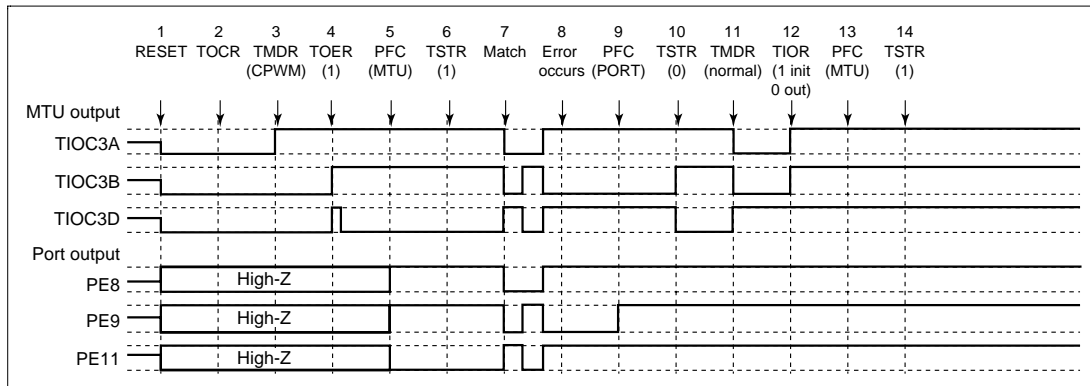 1 2 3 4 5 6 7 8 9 10 11 12 13 14
RESET TOCR TMDR TOER PFC TSTR Match Error PFC TSTR TMDR TIOR PFC TSTR
(CPWM) (1) (MTU) (1) occurs (PORT) (0) (normal) (1 init (MTU) (1)
0 out)
MTU output
TIOC3A
TIOC3B
TIOC3D
Port output
PE8 High-Z
PE9 High-Z
PE11 High-Z